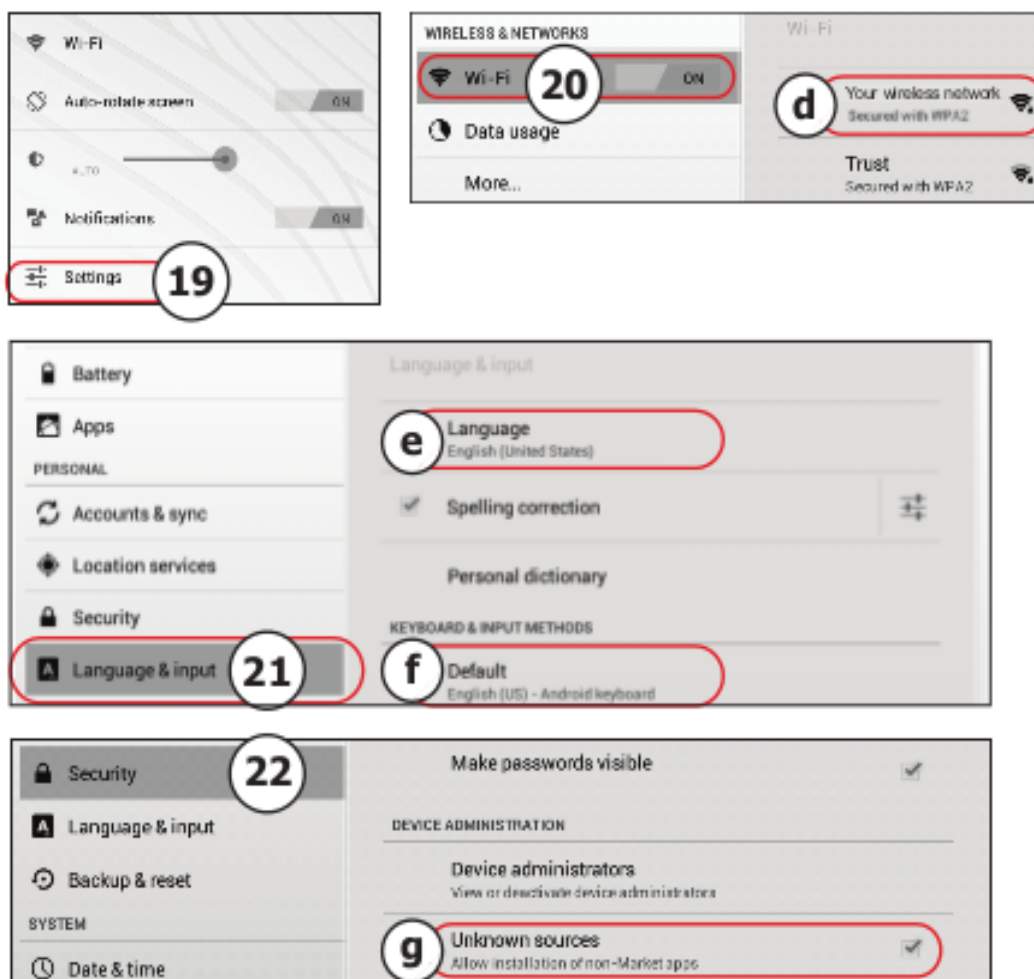 Wi-Fi
Auto-rotate screen ON
AUTO
Notifications ON
Settings 19
WIRELESS & NETWORKS
Wi-Fi 20 ON
Data usage
More...
Wi-Fi
d Your wireless network
Secured with WPA2
Trust
Secured with WPA2
Battery
Apps
PERSONAL
Accounts & sync
Location services
Security
Language & input 21
Language & input
e Language
English (United States)
Spelling correction
Personal dictionary
KEYBOARD & INPUT METHODS
f Default
English (US) - Android keyboard
Security 22
Language & input
Backup & reset
SYSTEM
Date & time
Make passwords visible
DEVICE ADMINISTRATION
Device administrators
View or deactivate device administrators
g Unknown sources
Allow installation of non-Market apps